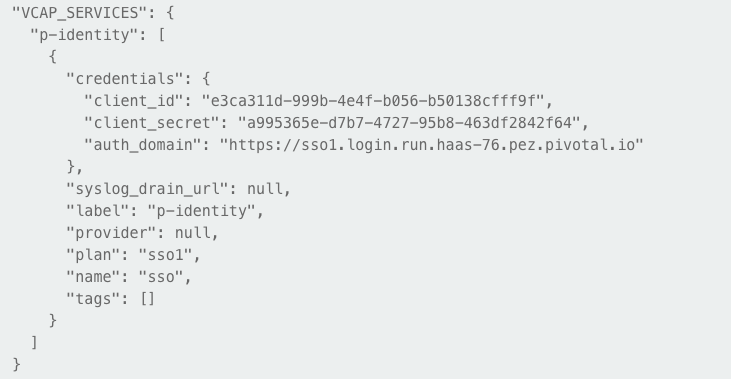 "VCAP_SERVICES": {
"p-identity": [
{
"credentials": {
"client_id": "e3ca311d-999b-4e4f-b056-b50138cfff9f",
"client_secret": "a995365e-d7b7-4727-95b8-463df2842f64",
"auth_domain": "https://sso1.login.run.haas-76.pez.pivotal.io"
},
"syslog_drain_url": null,
"label": "p-identity",
"provider": null,
"plan": "sso1",
"name": "sso",
"tags": []
}
]
}